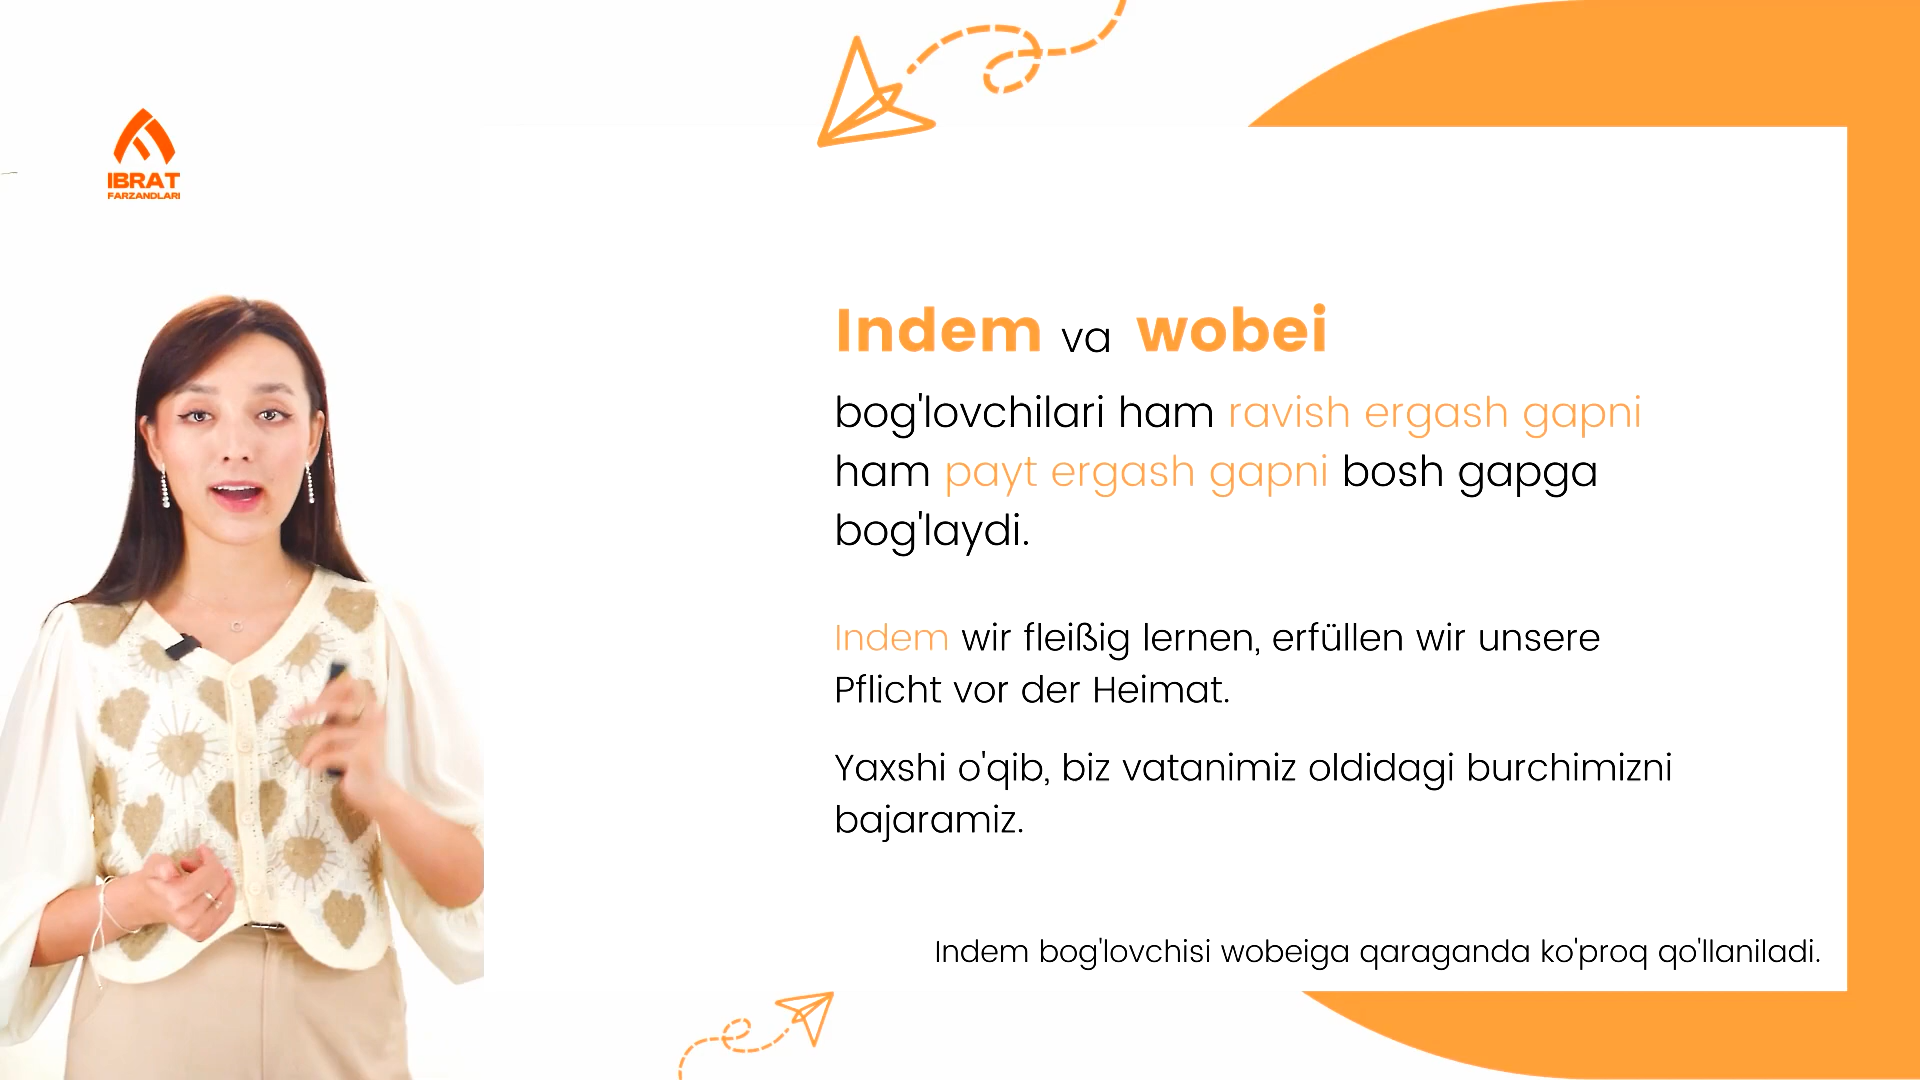 IBRAT
FARZANDLARI
Indem va wobei
bog'lovchilari ham ravish ergash gapni
ham payt ergash gapni bosh gapga
bog'laydi.
Indem wir fleißig lernen, erfüllen wir unsere
Pflicht vor der Heimat.
Yaxshi o'qib, biz vatanimiz oldidagi burchimizni
bajaramiz.
Indem bog'lovchisi wobeiga qaraganda ko'proq qo'llaniladi.